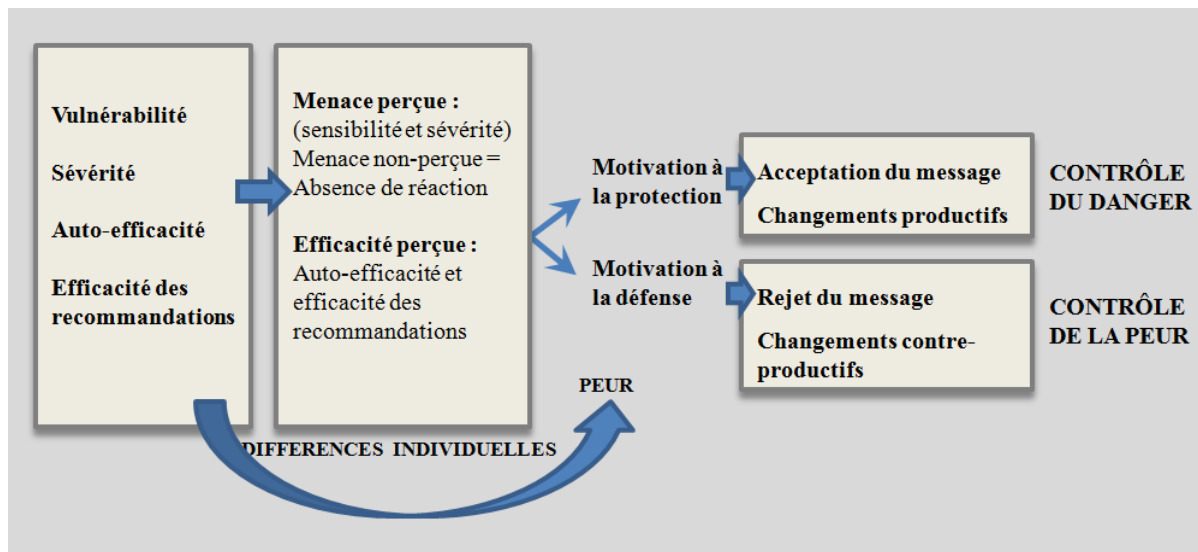 Vulnérabilité
Sévérité
Auto-efficacité
Efficacité des
recommandations
Menace perçue :
(sensibilité et sévérité)
Menace non-perçue =
Absence de réaction
Efficacité perçue :
Auto-efficacité et
efficacité des
recommandations
Motivation à
la protection
Motivation à
la défense
PEUR
DIFFERENCES INDIVIDUELLES
Acceptation du message
Changements productifs
CONTRÔLE
DU DANGER
Rejet du message
Changements contre-
productifs
CONTRÔLE
DE LA PEUR